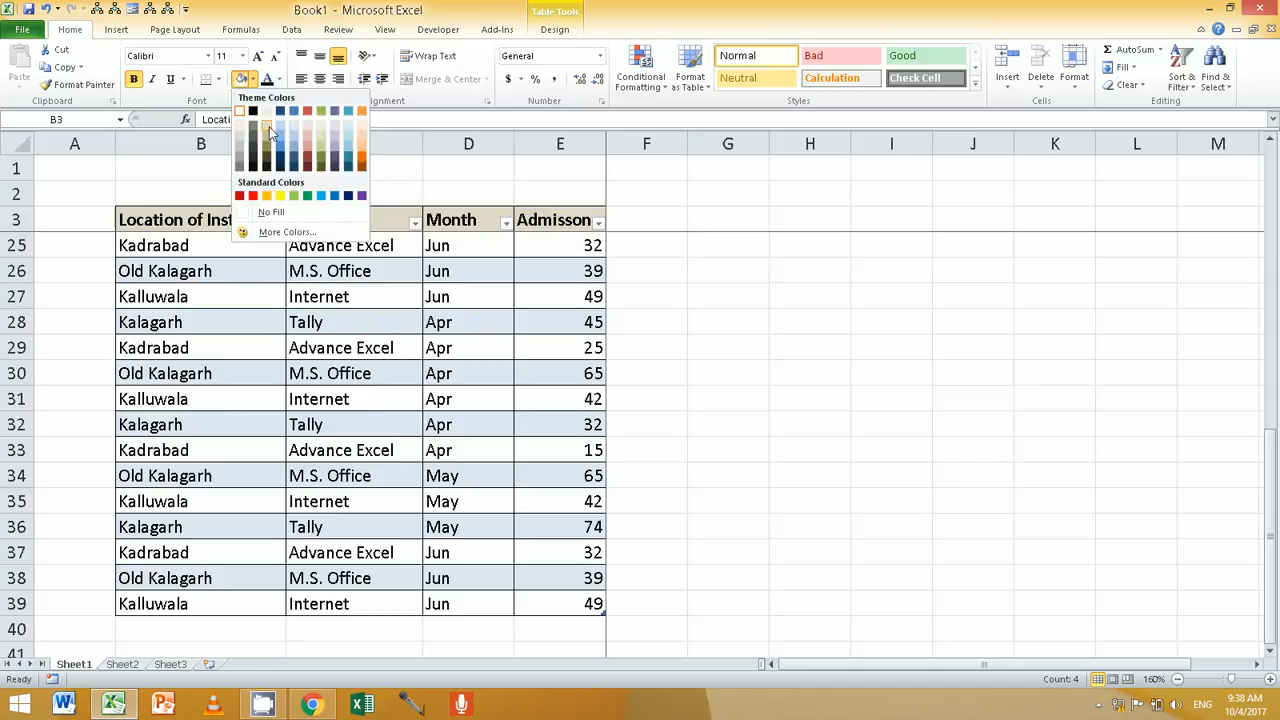 Book1 - Microsoft Excel
Table Tools
File Home Insert Page Layout Formulas Data Review View Developer Add-Ins Design
Paste Cut Calibri 11 Wrap Text General Conditional Formatting Format as Table Normal Bad Good Insert Delete Format AutoSum Sort & Filter Find & Select
Copy Fill
Format Painter B I U Merge & Center $ % , Neutral Calculation Check Cell Clear
Clipboard Font Alignment Number Styles Cells Editing
B3 fx Locati
Theme Colors
Standard Colors
No Fill
More Colors...
A B D E F G H I J K L M
1
2
3 Location of Inst Month Admisson
25 Kadrabad Advance Excel Jun 32
26 Old Kalagarh M.S. Office Jun 39
27 Kalluwala Internet Jun 49
28 Kalagarh Tally Apr 45
29 Kadrabad Advance Excel Apr 25
30 Old Kalagarh M.S. Office Apr 65
31 Kalluwala Internet Apr 42
32 Kalagarh Tally Apr 32
33 Kadrabad Advance Excel Apr 15
34 Old Kalagarh M.S. Office May 65
35 Kalluwala Internet May 42
36 Kalagarh Tally May 74
37 Kadrabad Advance Excel Jun 32
38 Old Kalagarh M.S. Office Jun 39
39 Kalluwala Internet Jun 49
40
41
Sheet1 Sheet2 Sheet3
Ready Count: 4 160%
ENG 9:38 AM
10/4/2017